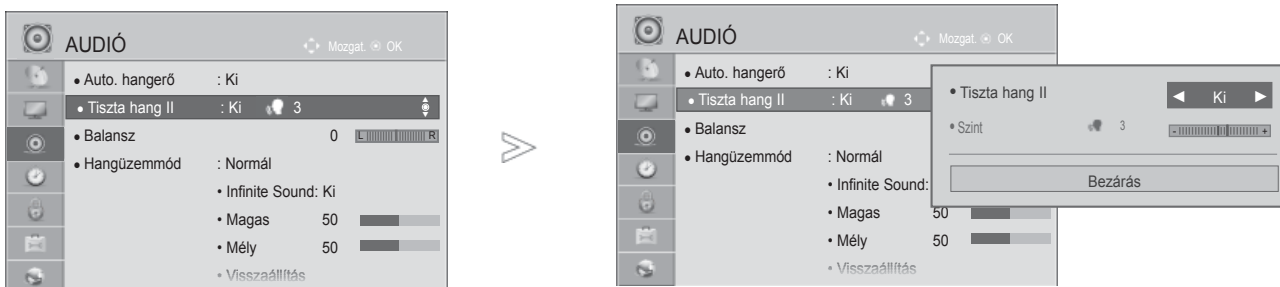 AUDIÓ Mozgat. OK
• Auto. hangerő : Ki
• Tiszta hang II : Ki 3
• Balansz 0 L R
• Hangüzemmód : Normál
• Infinite Sound: Ki
• Magas 50
• Mély 50
• Visszaállítás
AUDIÓ Mozgat. OK
• Auto. hangerő : Ki
• Tiszta hang II : Ki 3
• Balansz
• Hangüzemmód : Normál
• Infinite Sound:
• Magas 50
• Mély 50
• Visszaállítás
• Tiszta hang II ◄ Ki ►
• Szint 3 - +
Bezárás